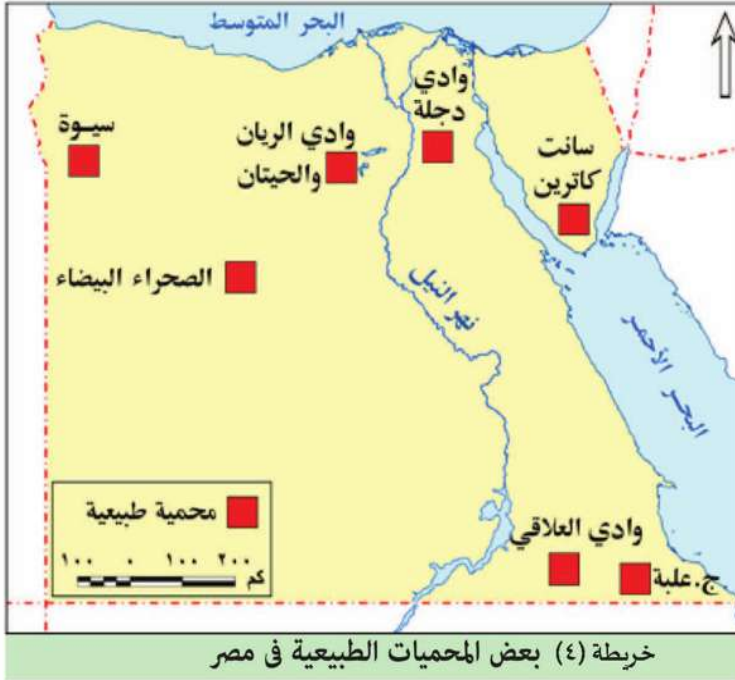 البحر المتوسط
وادي
دجلة
سيـوة
وادي الريان
والحيتان
سانت
كاترين
الصحراء البيضاء
نهر النيل
البحر الأحمر
محمية طبيعية
١٠٠ ٠ ١٠٠ ٢٠٠
كم
وادي العلاقي
ج.علبة
خريطة (٤) بعض المحميات الطبيعية فى مصر